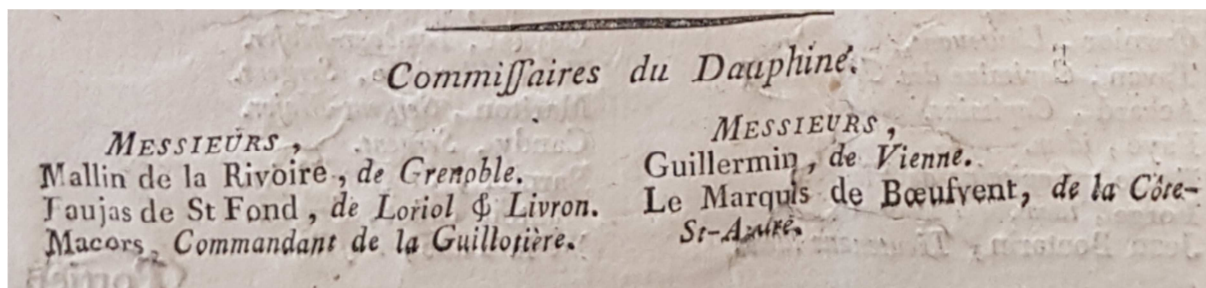 Commiſſaires du Dauphiné.
MESSIEURS,
Mallin de la Rivoire, de Grenoble.
Faujas de St Fond, de Loriol & Livron.
Macors, Commandant de la Guillotière.
MESSIEURS,
Guillermin, de Vienne.
Le Marquis de Bœufvent, de la Côte-
St-André.